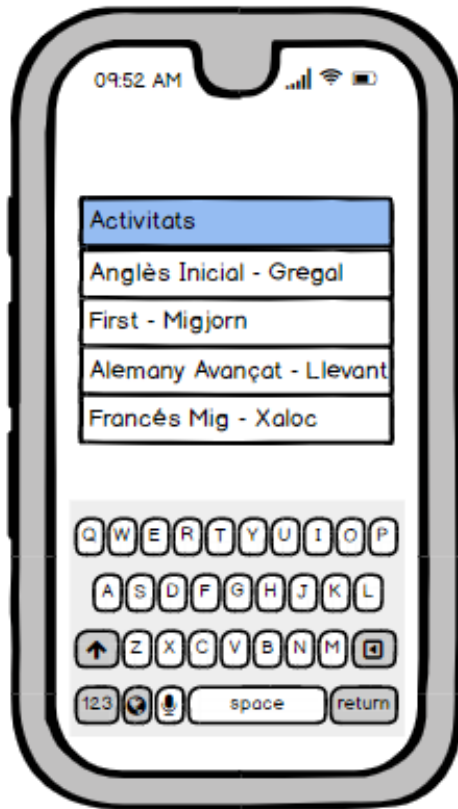 09:52 AM
Activitats
Anglès Inicial - Gregal
First - Migjorn
Alemany Avançat - Llevant
Francés Mig - Xaloc
Q W E R T Y U I O P
A S D F G H J K L
Z X C V B N M
123 space return